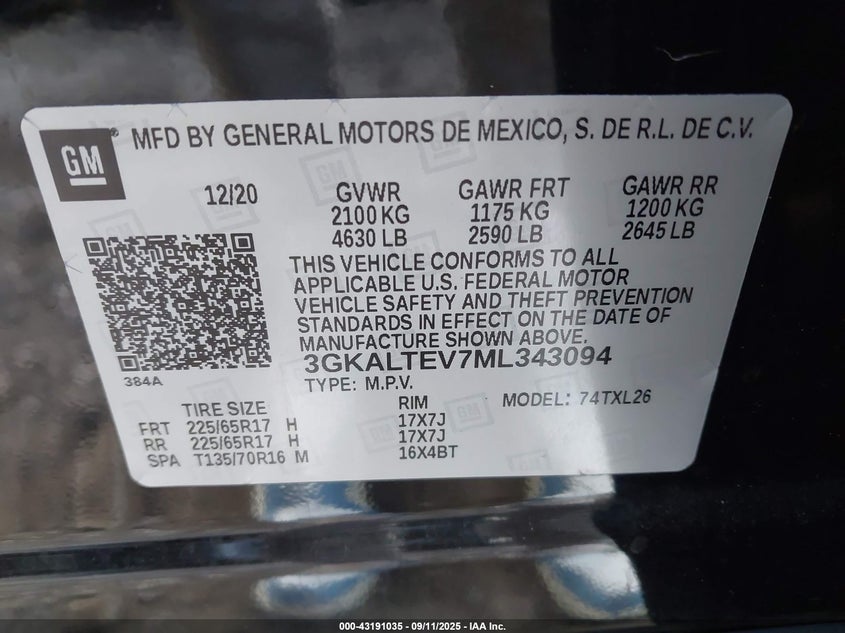 GM
® MFD BY GENERAL MOTORS DE MEXICO, S. DE R.L. DE C.V.
12/20 GVWR GAWR FRT GAWR RR
2100 KG 1175 KG 1200 KG
4630 LB 2590 LB 2645 LB
THIS VEHICLE CONFORMS TO ALL
APPLICABLE U.S. FEDERAL MOTOR
VEHICLE SAFETY AND THEFT PREVENTION
STANDARDS IN EFFECT ON THE DATE OF
MANUFACTURE SHOWN ABOVE.
3GKALTEV7ML343094
384A
TYPE: M.P.V.
TIRE SIZE RIM MODEL: 74TXL26
FRT 225/65R17 H 17X7J
RR 225/65R17 H 17X7J
SPA T135/70R16 M 16X4BT
000-43191035 - 09/11/2025 - IAA Inc.